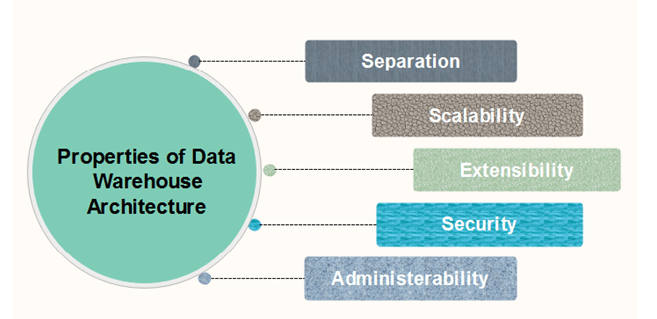 Properties of Data
Warehouse
Architecture
Separation
Scalability
Extensibility
Security
Administerability